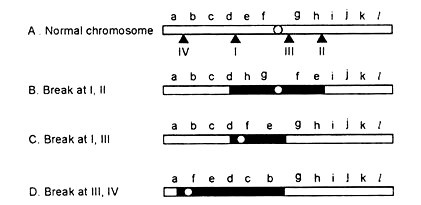 a b c d e f g h i j k l
A . Normal chromosome
IV I III II
a b c d h g f e i j k l
B. Break at I, II
a b c d f e g h i j k l
C. Break at I, III
a f e d c b g h i j k l
D. Break at III, IV